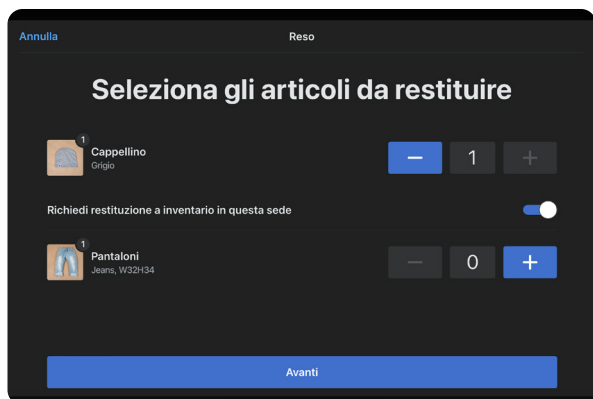 Annulla
Reso
Seleziona gli articoli da restituire
1
Cappellino
Grigio
− 1 +
Richiedi restituzione a inventario in questa sede
1
Pantaloni
Jeans, W32H34
− 0 +
Avanti